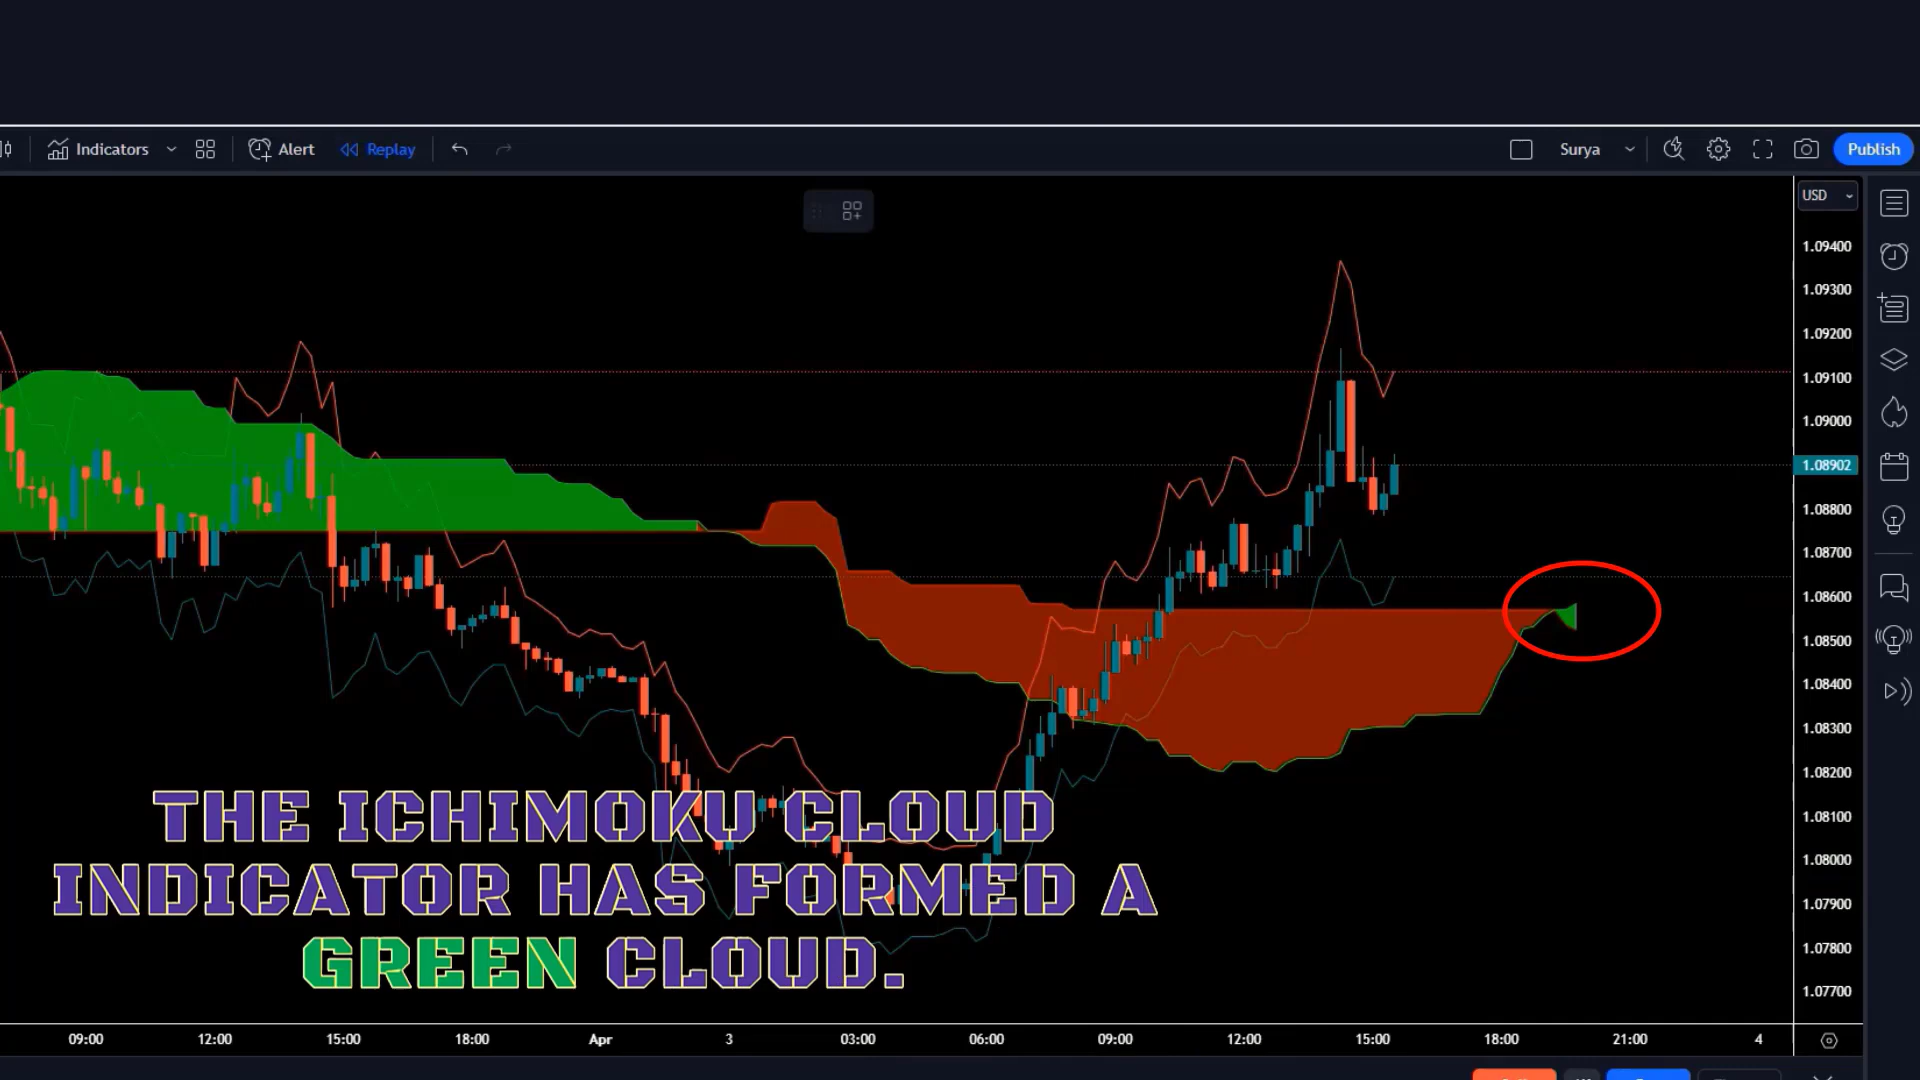 Indicators
Alert
Replay
Surya
Publish
USD
1.09400
1.09300
1.09200
1.09100
1.09000
1.08902
1.08800
1.08700
1.08600
1.08500
1.08400
1.08300
1.08200
1.08100
1.08000
1.07900
1.07800
1.07700
THE ICHIMOKU CLOUD
INDICATOR HAS FORMED A
GREEN CLOUD.
09:00 12:00 15:00 18:00 Apr 3 03:00 06:00 09:00 12:00 15:00 18:00 21:00 4